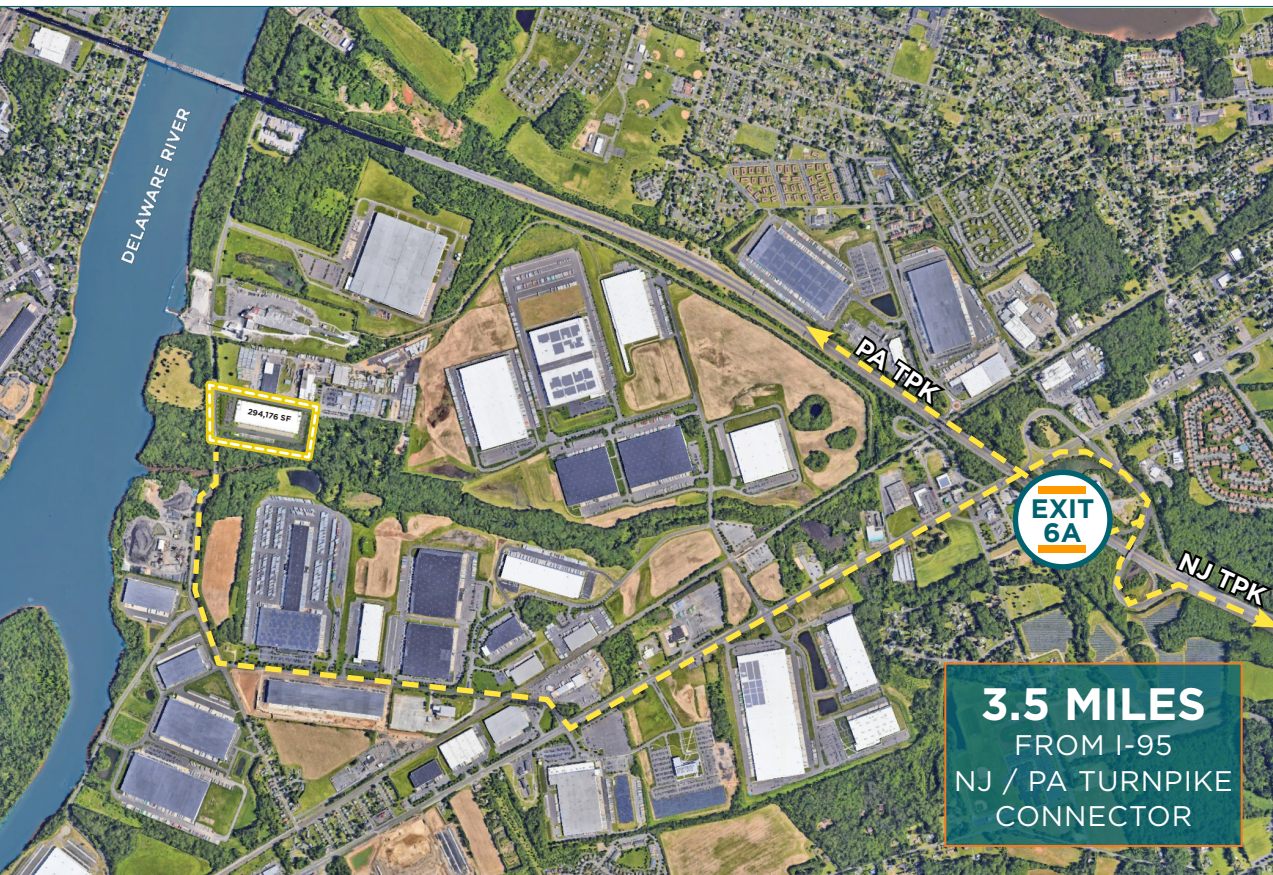 DELAWARE RIVER
294,176 SF
PA TPK
EXIT
6A
NJ TPK
3.5 MILES
FROM I-95
NJ / PA TURNPIKE
CONNECTOR